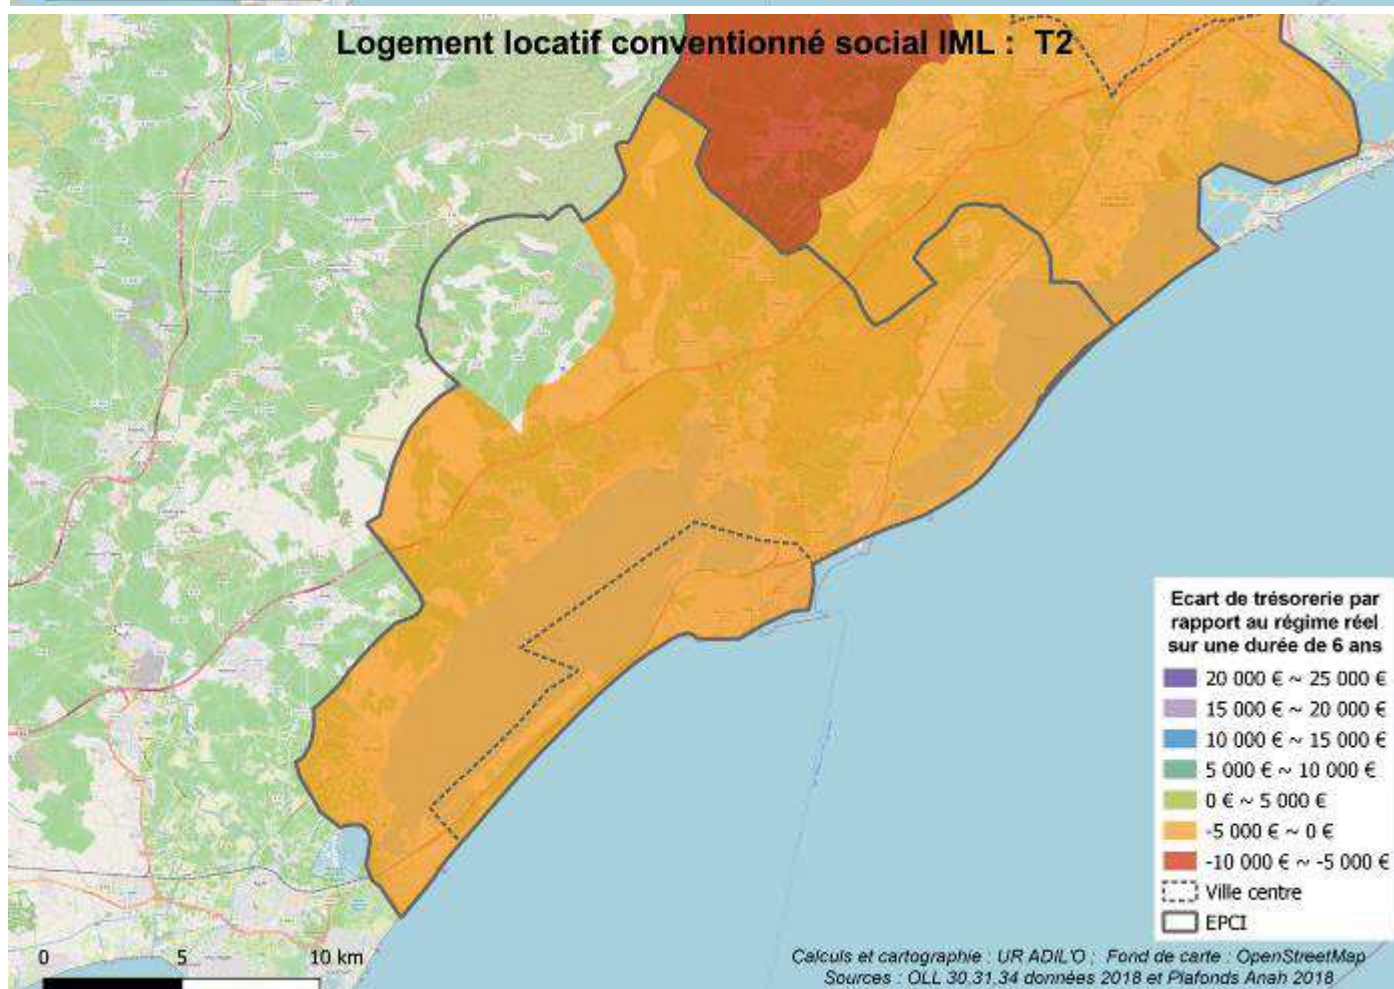 Logement locatif conventionné social IML : T2
Ecart de trésorerie par
rapport au régime réel
sur une durée de 6 ans
20 000 € ~ 25 000 €
15 000 € ~ 20 000 €
10 000 € ~ 15 000 €
5 000 € ~ 10 000 €
0 € ~ 5 000 €
-5 000 € ~ 0 €
-10 000 € ~ -5 000 €
Ville centre
EPCI
0 5 10 km
Calculs et cartographie : UR ADIL'O ; Fond de carte : OpenStreetMap
Sources : OLL 30,31,34 données 2018 et Plafonds Anah 2018